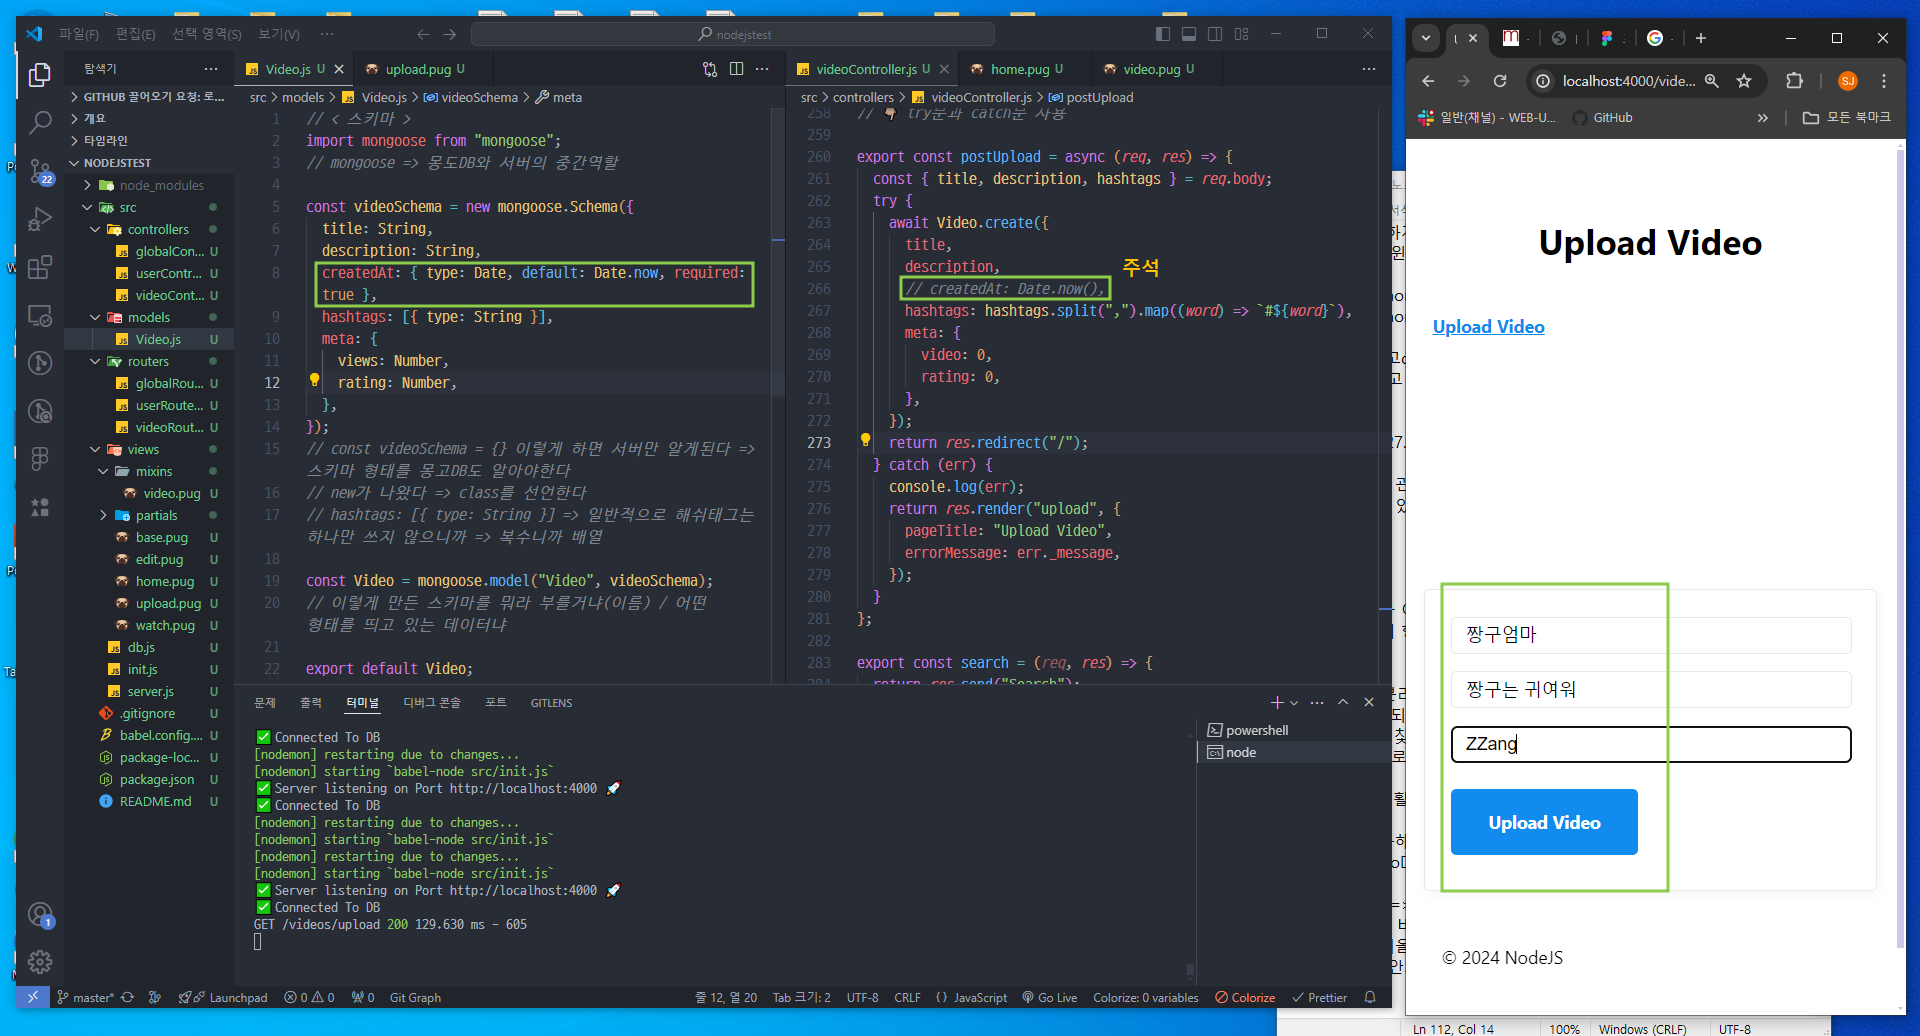 파일(F) 편집(E) 선택 영역(S) 보기(V) ···
nodejstest
탐색기
GITHUB 끌어오기 요청: 로...
개요
타임라인
NODEJSTEST
node_modules
src
controllers
globalCon... U
userContr... U
videoCont... U
models
Video.js U
routers
globalRou... U
userRoute... U
videoRout... U
views
mixins
video.pug U
partials
base.pug U
edit.pug U
home.pug U
upload.pug U
watch.pug U
db.js U
init.js U
server.js U
.gitignore U
babel.config.... U
package-loc... U
package.json U
README.md U
22
1
Video.js U
upload.pug U
src > models > Video.js > videoSchema > meta
1 // < 스키마 >
2 import mongoose from "mongoose";
3 // mongoose => 몽도DB와 서버의 중간역할
4
5 const videoSchema = new mongoose.Schema({
6 title: String,
7 description: String,
8 createdAt: { type: Date, default: Date.now, required:
true },
9 hashtags: [{ type: String }],
10 meta: {
11 views: Number,
12 rating: Number,
13 },
14 });
15 // const videoSchema = {} 이렇게 하면 서버만 알게된다 =>
스키마 형태를 몽고DB도 알아야한다
16 // new가 나왔다 => class를 선언한다
17 // hashtags: [{ type: String }] => 일반적으로 해쉬태그는
하나만 쓰지 않으니까 => 복수니까 배열
18
19 const Video = mongoose.model("Video", videoSchema);
20 // 이렇게 만든 스키마를 뭐라 부를거냐(이름) / 어떤
형태를 띄고 있는 데이터냐
21
22 export default Video;
videoController.js U
home.pug U
video.pug U
src > controllers > videoController.js > postUpload
258 // 👇 try문과 catch문 사용
259
260 export const postUpload = async (req, res) => {
261 const { title, description, hashtags } = req.body;
262 try {
263 await Video.create({
264 title,
265 description,
주석
266 // createdAt: Date.now(),
267 hashtags: hashtags.split(",").map((word) => `#${word}`),
268 meta: {
269 video: 0,
270 rating: 0,
271 },
272 });
273 return res.redirect("/");
274 } catch (err) {
275 console.log(err);
276 return res.render("upload", {
277 pageTitle: "Upload Video",
278 errorMessage: err._message,
279 });
280 }
281 };
282
283 export const search = (req, res) => {
284 return res.send("Search");
문제 출력 터미널 디버그 콘솔 포트 GITLENS
✅ Connected To DB
[nodemon] restarting due to changes...
[nodemon] starting `babel-node src/init.js`
✅ Server listening on Port http://localhost:4000 🚀
✅ Connected To DB
[nodemon] restarting due to changes...
[nodemon] starting `babel-node src/init.js`
[nodemon] restarting due to changes...
[nodemon] starting `babel-node src/init.js`
✅ Server listening on Port http://localhost:4000 🚀
✅ Connected To DB
GET /videos/upload 200 129.630 ms - 605
powershell
node
master* Launchpad 0 0 0 Git Graph
줄 12, 열 20 Tab 크기: 2 UTF-8 CRLF {} JavaScript Go Live Colorize: 0 variables Colorize Prettier
localhost:4000/vide...
SJ
일반(채널) - WEB-U... GitHub » 모든 북마크
Upload Video
Upload Video
짱구엄마
짱구는 귀여워
ZZang
Upload Video
© 2024 NodeJS
Ln 112, Col 14 100% Windows (CRLF) UTF-8